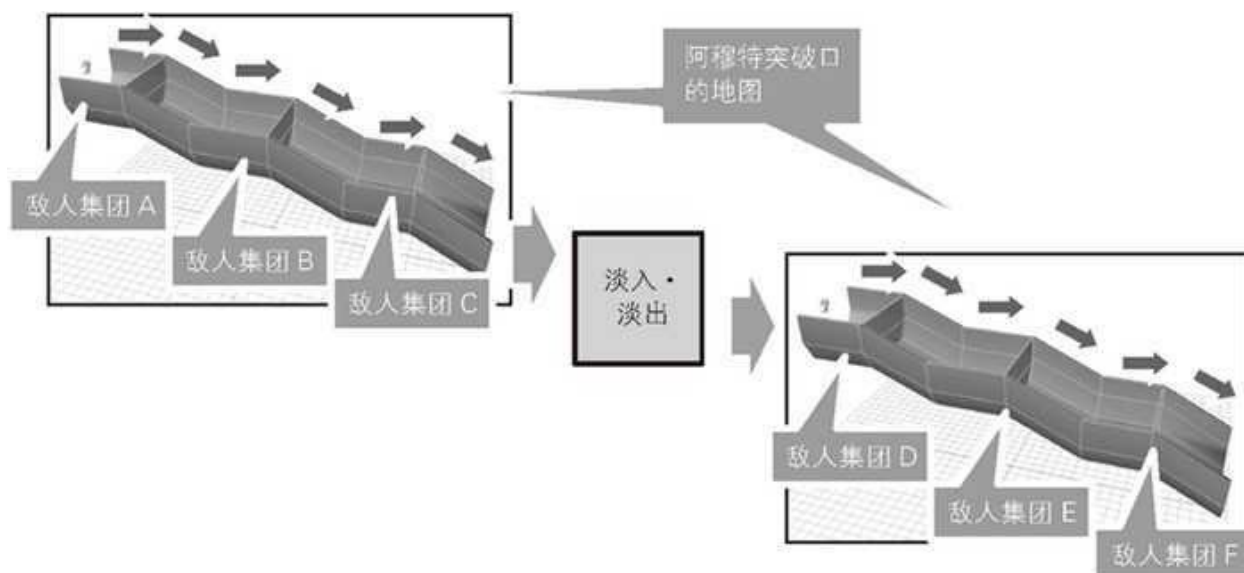 阿穆特突破口
的地图
敌人集团 A
敌人集团 B
敌人集团 C
淡入·
淡出
敌人集团 D
敌人集团 E
敌人集团 F